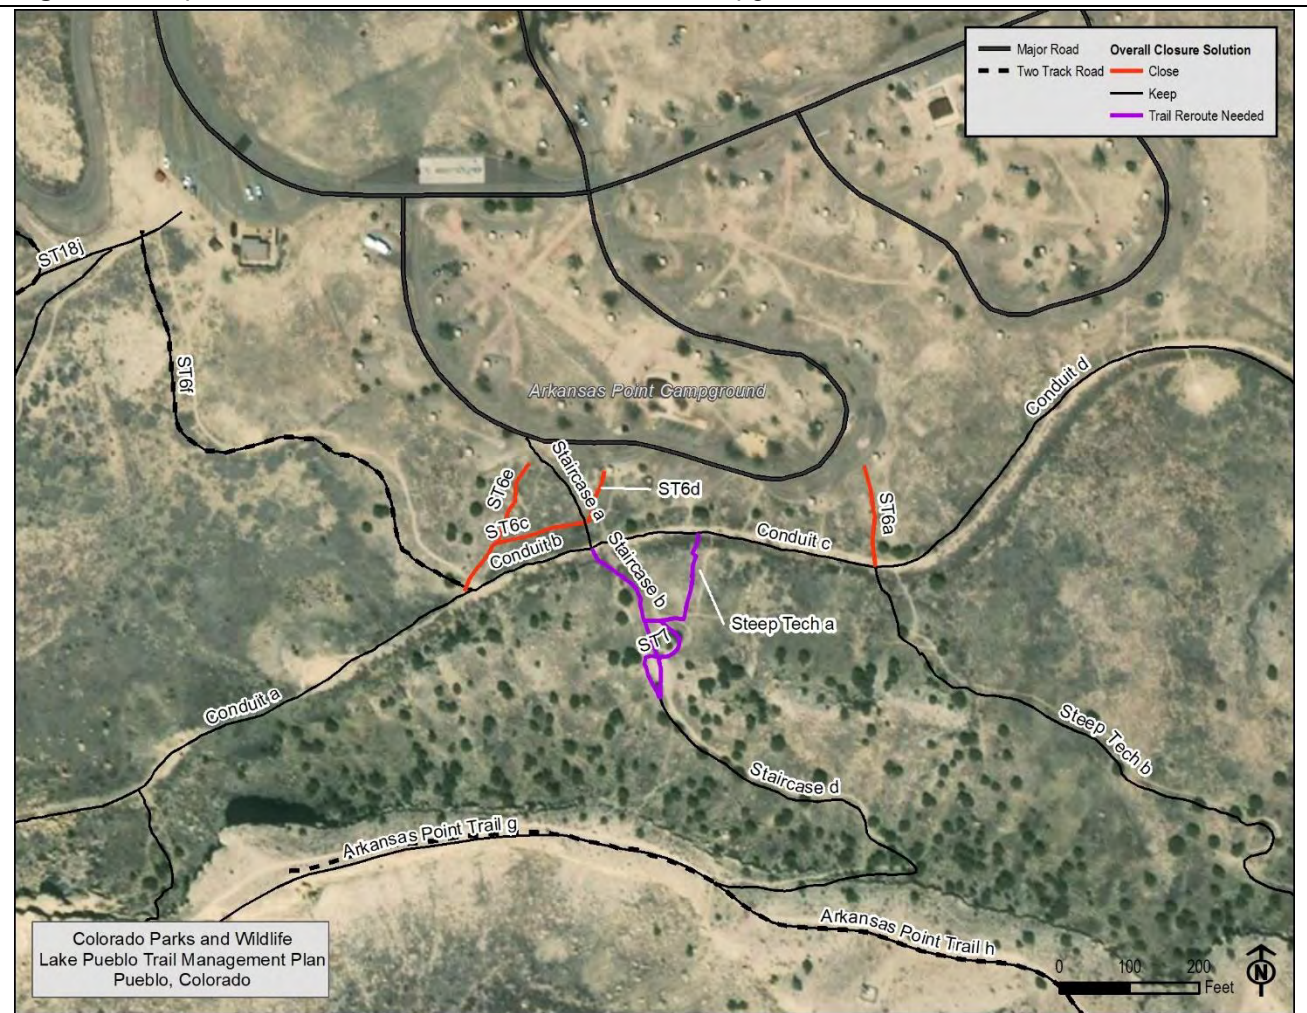 Major Road
Two Track Road
Overall Closure Solution
Close
Keep
Trail Reroute Needed
ST18j
ST6f
Arkansas Point Campground
Conduit d
Staircase a
ST6e
ST6d
ST6c
ST6a
Conduit b
Conduit c
Staircase b
Steep Tech a
ST7
Conduit a
Steep Tech b
Staircase d
Arkansas Point Trail g
Arkansas Point Trail h
Colorado Parks and Wildlife
Lake Pueblo Trail Management Plan
Pueblo, Colorado
0 100 200
Feet
N